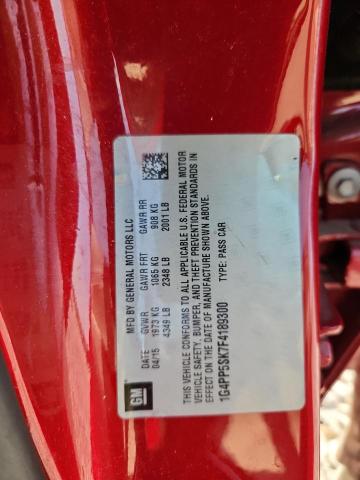 GM
MFD BY GENERAL MOTORS LLC
DATE GVWR GAWR FRT GAWR RR
04/15 1973 KG 1065 KG 908 KG
4349 LB 2348 LB 2001 LB
THIS VEHICLE CONFORMS TO ALL APPLICABLE U.S. FEDERAL MOTOR
VEHICLE SAFETY, BUMPER, AND THEFT PREVENTION STANDARDS IN
EFFECT ON THE DATE OF MANUFACTURE SHOWN ABOVE.
1G4PP5SK7F4189300 TYPE: PASS CAR